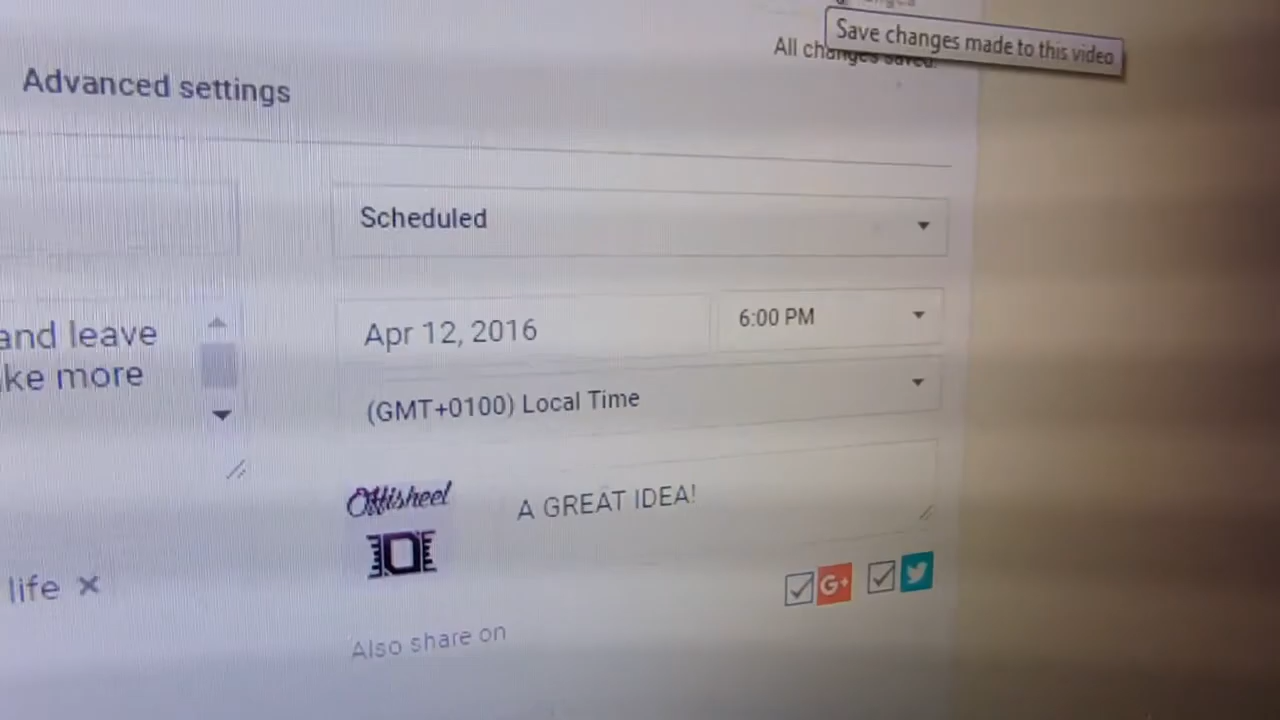 Save changes made to this video
All changes saved.
Advanced settings
Scheduled
and leave
ke more
Apr 12, 2016
6:00 PM
(GMT+0100) Local Time
A GREAT IDEA!
life ×
G+
Also share on